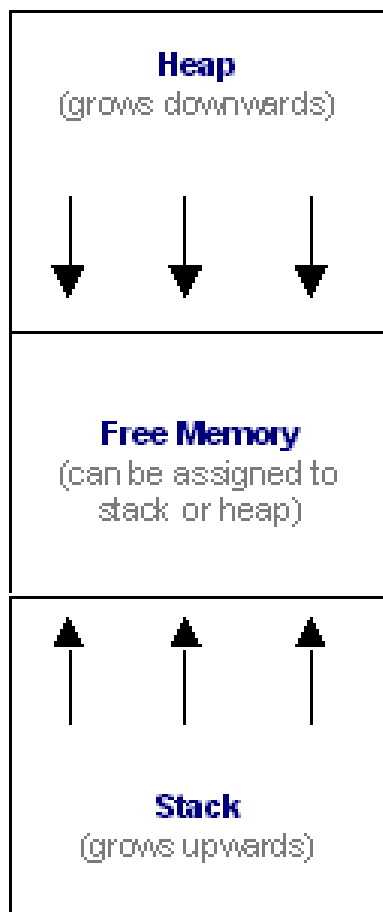 Heap
(grows downwards)
Free Memory
(can be assigned to
stack or heap)
Stack
(grows upwards)